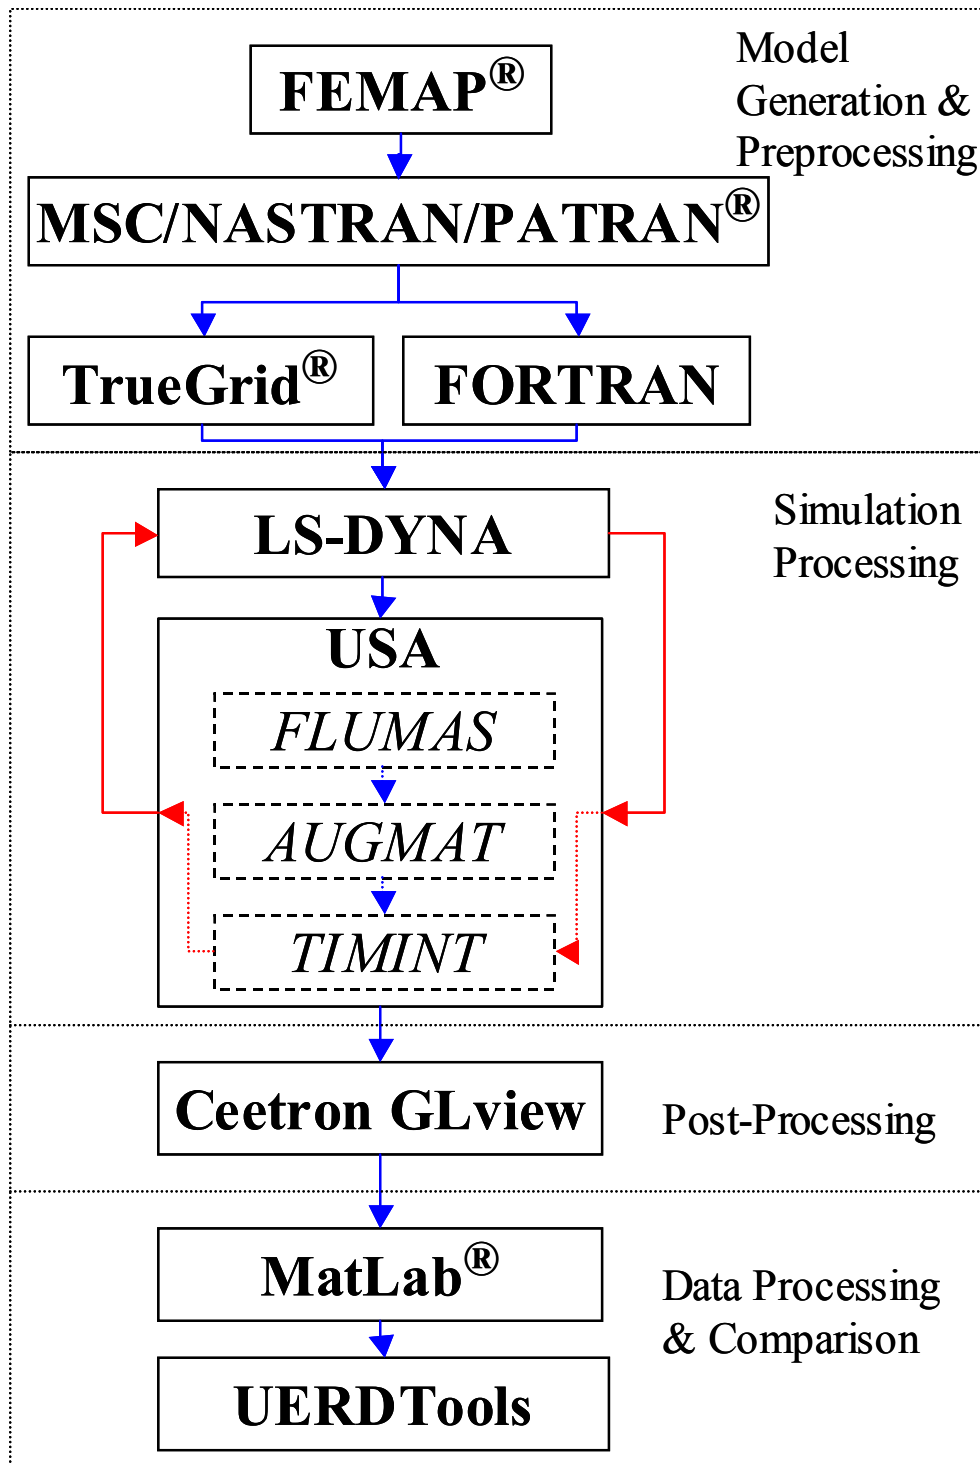 FEMAP®
Model
Generation &
Preprocessing
MSC/NASTRAN/PATRAN®
TrueGrid®
FORTRAN
LS-DYNA
Simulation
Processing
USA
FLUMAS
AUGMAT
TIMINT
Ceetron GLview
Post-Processing
MatLab®
Data Processing
& Comparison
UERDTools